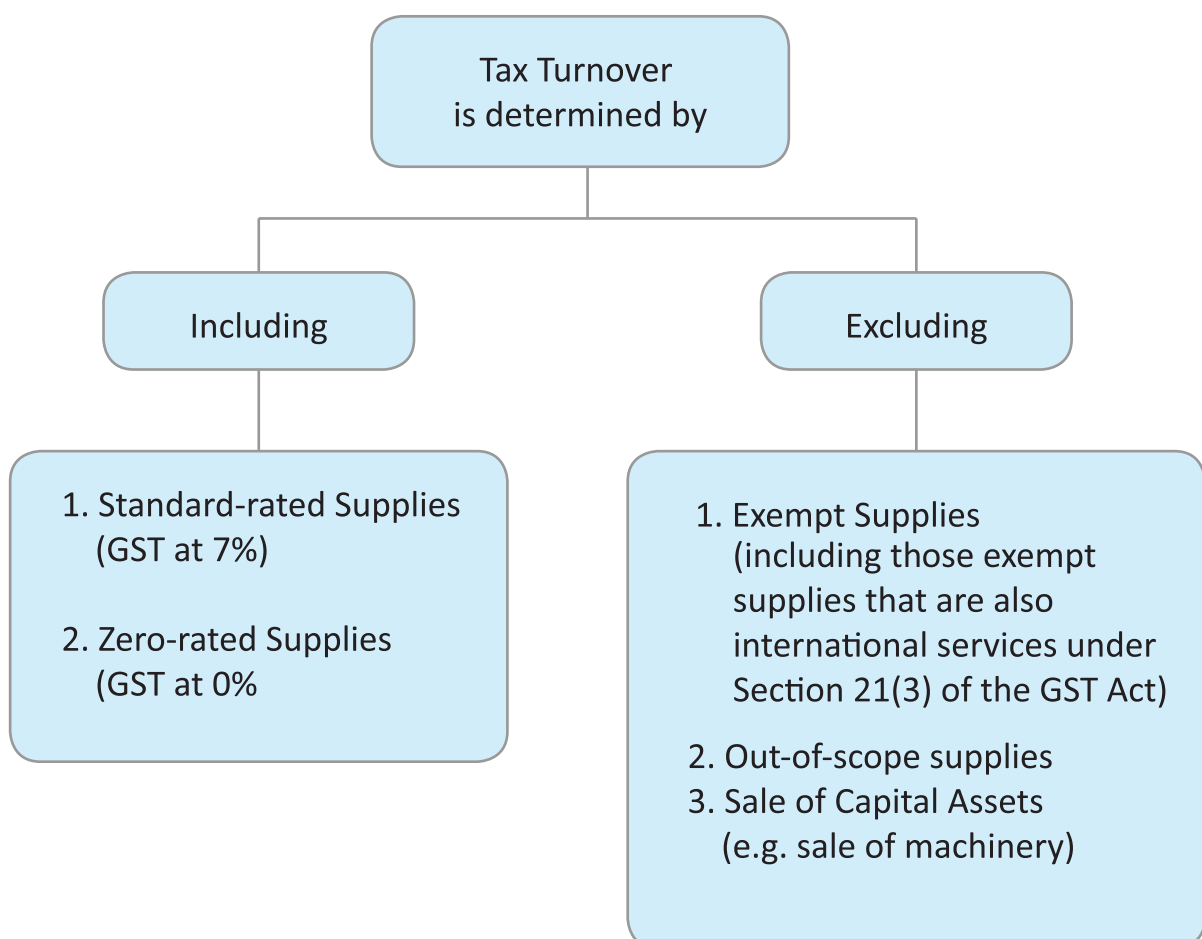 Tax Turnover
is determined by
Including
Excluding
1. Standard-rated Supplies
(GST at 7%)
2. Zero-rated Supplies
(GST at 0%
1. Exempt Supplies
(including those exempt
supplies that are also
international services under
Section 21(3) of the GST Act)
2. Out-of-scope supplies
3. Sale of Capital Assets
(e.g. sale of machinery)